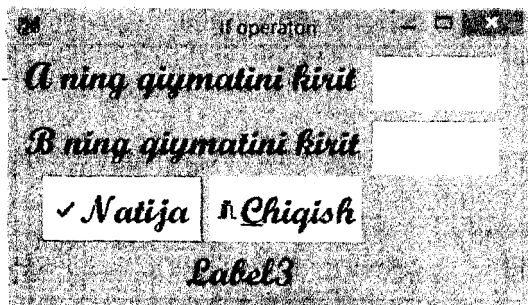 if operatori
A ning qiymatini kirit
B ning qiymatini kirit
✓ Natija Chiqish
Label3